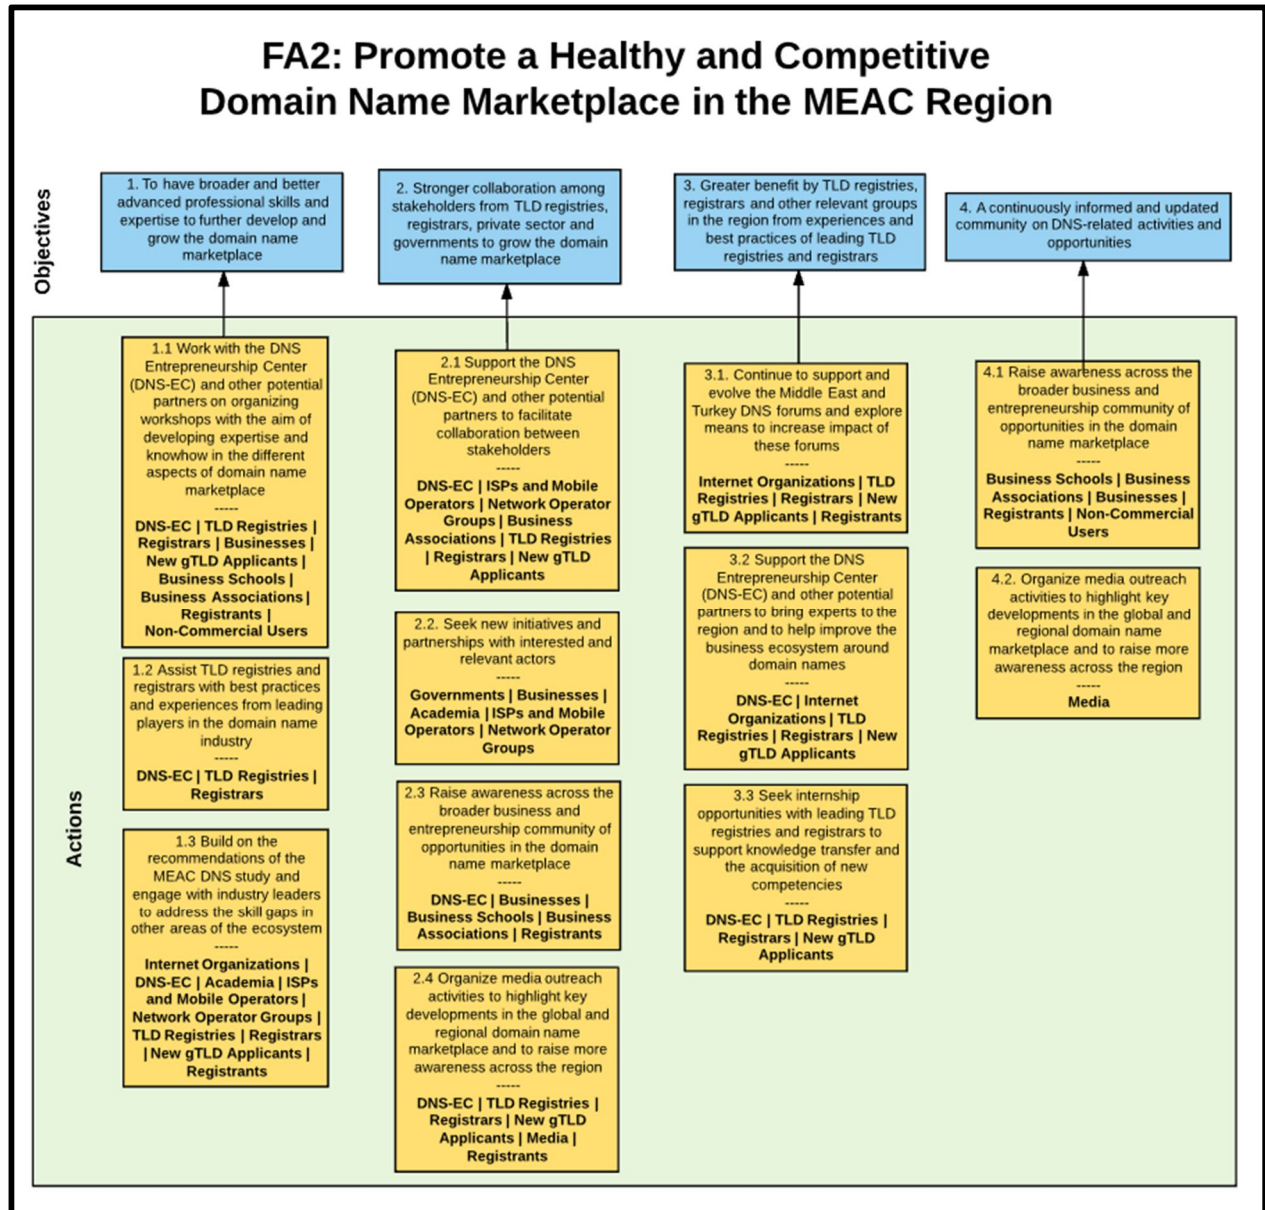 FA2: Promote a Healthy and Competitive
Domain Name Marketplace in the MEAC Region
Objectives
1. To have broader and better
advanced professional skills and
expertise to further develop and
grow the domain name
marketplace
2. Stronger collaboration among
stakeholders from TLD registries,
registrars, private sector and
governments to grow the domain
name marketplace
3. Greater benefit by TLD registries,
registrars and other relevant groups
in the region from experiences and
best practices of leading TLD
registries and registrars
4. A continuously informed and updated
community on DNS-related activities and
opportunities
Actions
1.1 Work with the DNS
Entrepreneurship Center
(DNS-EC) and other potential
partners on organizing
workshops with the aim of
developing expertise and
knowhow in the different
aspects of domain name
marketplace
-----
DNS-EC | TLD Registries |
Registrars | Businesses |
New gTLD Applicants |
Business Schools |
Business Associations |
Registrants |
Non-Commercial Users
1.2 Assist TLD registries and
registrars with best practices
and experiences from leading
players in the domain name
industry
-----
DNS-EC | TLD Registries |
Registrars
1.3 Build on the
recommendations of the
MEAC DNS study and
engage with industry leaders
to address the skill gaps in
other areas of the ecosystem
-----
Internet Organizations |
DNS-EC | Academia | ISPs
and Mobile Operators |
Network Operator Groups |
TLD Registries | Registrars
| New gTLD Applicants |
Registrants
2.1 Support the DNS
Entrepreneurship Center
(DNS-EC) and other potential
partners to facilitate
collaboration between
stakeholders
-----
DNS-EC | ISPs and Mobile
Operators | Network Operator
Groups | Business
Associations | TLD Registries
| Registrars | New gTLD
Applicants
2.2. Seek new initiatives and
partnerships with interested and
relevant actors
-----
Governments | Businesses |
Academia | ISPs and Mobile
Operators | Network Operator
Groups
2.3 Raise awareness across the
broader business and
entrepreneurship community of
opportunities in the domain
name marketplace
-----
DNS-EC | Businesses |
Business Schools | Business
Associations | Registrants
2.4 Organize media outreach
activities to highlight key
developments in the global and
regional domain name
marketplace and to raise more
awareness across the region
-----
DNS-EC | TLD Registries |
Registrars | New gTLD
Applicants | Media |
Registrants
3.1. Continue to support and
evolve the Middle East and
Turkey DNS forums and explore
means to increase impact of
these forums
-----
Internet Organizations | TLD
Registries | Registrars | New
gTLD Applicants | Registrants
3.2 Support the DNS
Entrepreneurship Center
(DNS-EC) and other potential
partners to bring experts to the
region and to help improve the
business ecosystem around
domain names
-----
DNS-EC | Internet
Organizations | TLD
Registries | Registrars | New
gTLD Applicants
3.3 Seek internship
opportunities with leading TLD
registries and registrars to
support knowledge transfer and
the acquisition of new
competencies
-----
DNS-EC | TLD Registries |
Registrars | New gTLD
Applicants
4.1 Raise awareness across the
broader business and
entrepreneurship community of
opportunities in the domain
name marketplace
-----
Business Schools | Business
Associations | Businesses |
Registrants | Non-Commercial
Users
4.2. Organize media outreach
activities to highlight key
developments in the global and
regional domain name
marketplace and to raise more
awareness across the region
-----
Media